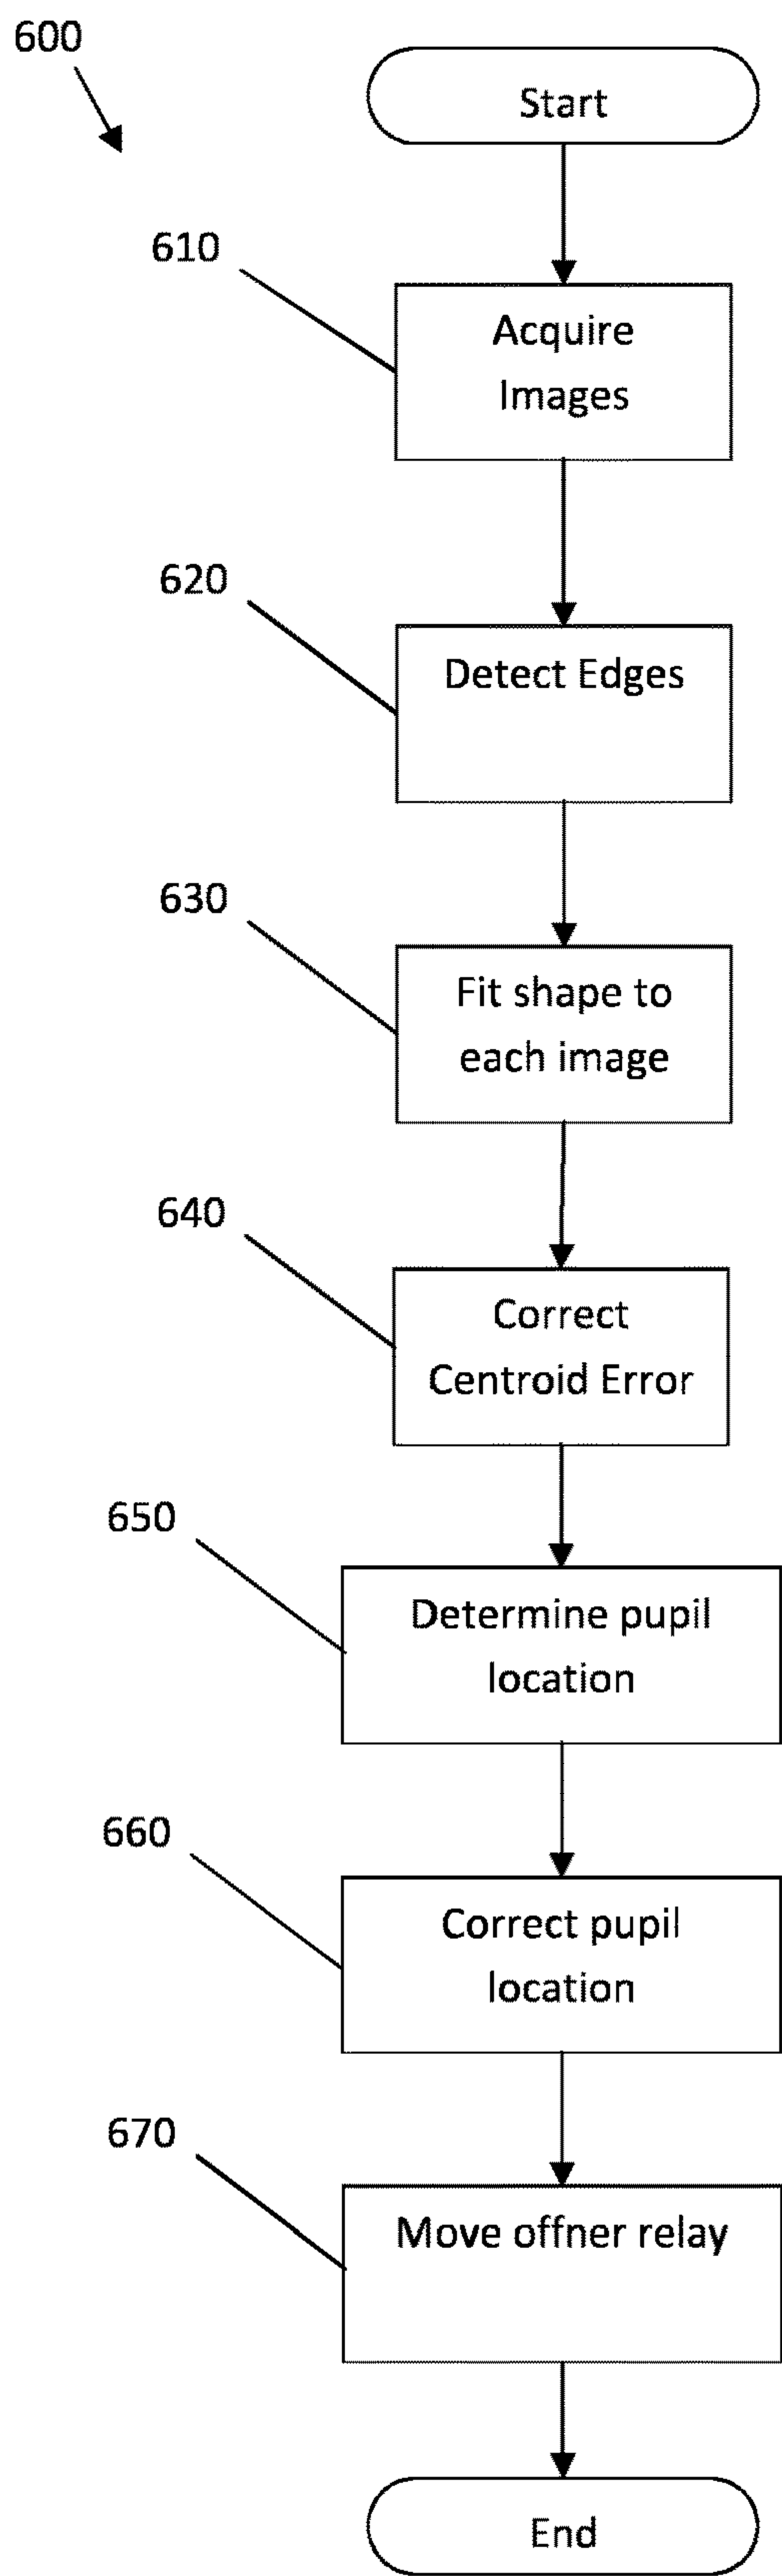 600
Start
610
Acquire
Images
620
Detect Edges
630
Fit shape to
each image
640
Correct
Centroid Error
650
Determine pupil
location
660
Correct pupil
location
670
Move offner relay
End